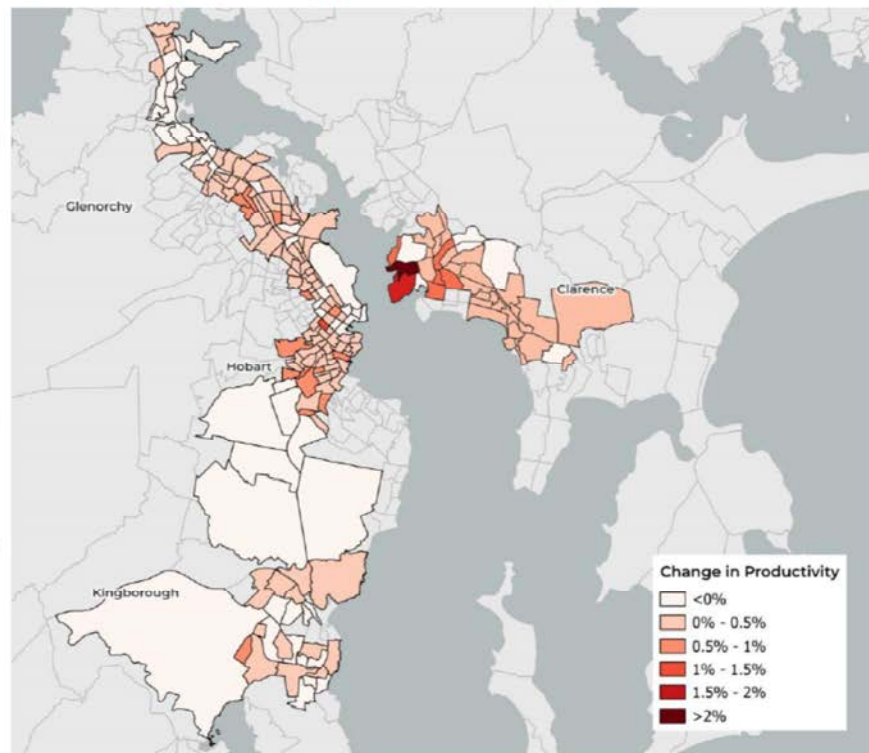 Glenorchy
Clarence
Hobart
Kingborough
Change in Productivity
<0%
0% - 0.5%
0.5% - 1%
1% - 1.5%
1.5% - 2%
>2%